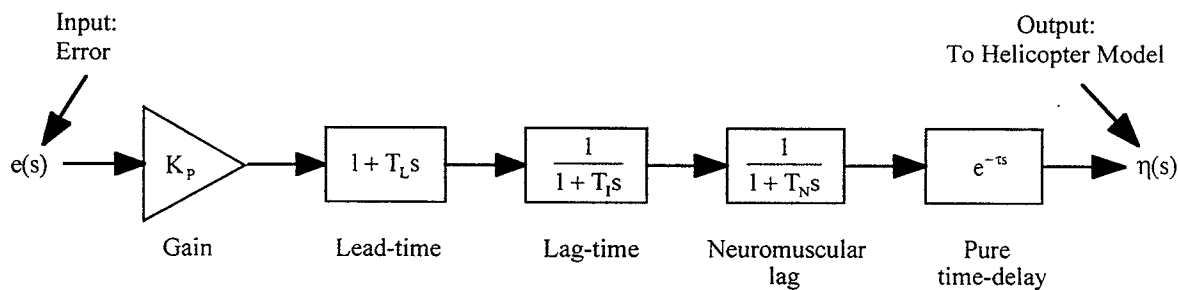 Input:
Error
Output:
To Helicopter Model
e(s)
K_P
1 + T_L s
1
1 + T_I s
1
1 + T_N s
e^{-τs}
η(s)
Gain
Lead-time
Lag-time
Neuromuscular
lag
Pure
time-delay